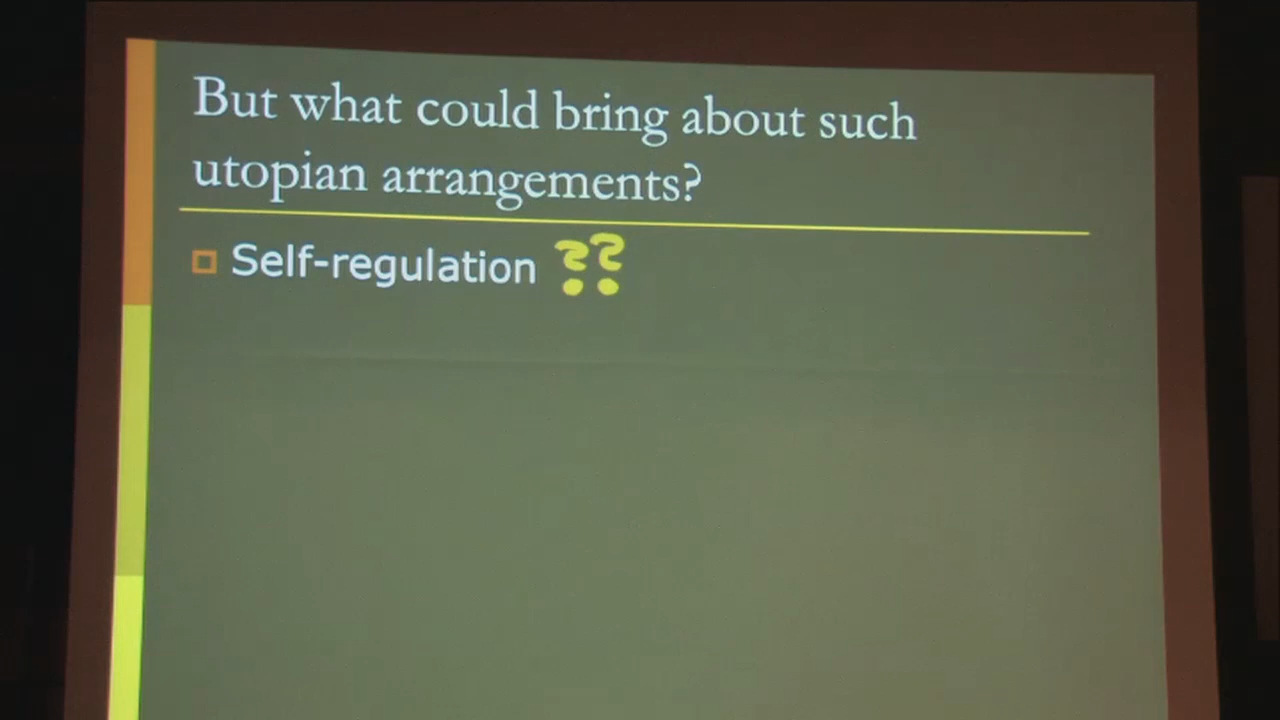 But what could bring about such
utopian arrangements?
Self-regulation ??